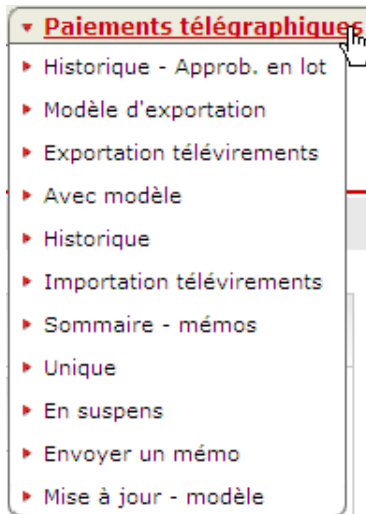 Paiements télégraphiques
Historique - Approb. en lot
Modèle d'exportation
Exportation télévirements
Avec modèle
Historique
Importation télévirements
Sommaire - mémos
Unique
En suspens
Envoyer un mémo
Mise à jour - modèle